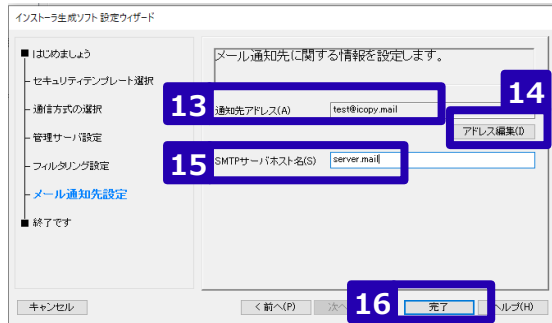 インストーラ生成ソフト 設定ウィザード
■ はじめましょう
セキュリティテンプレート選択
通信方式の選択
管理サーバ設定
フィルタリング設定
メール通知先設定
■ 終了です
メール通知先に関する情報を設定します。
13
通知先アドレス(A)
test@icopy.mail
14
アドレス編集(I)
15
SMTPサーバホスト名(S)
server.mail
キャンセル
< 前へ(P)
次へ
16
完了
ヘルプ(H)